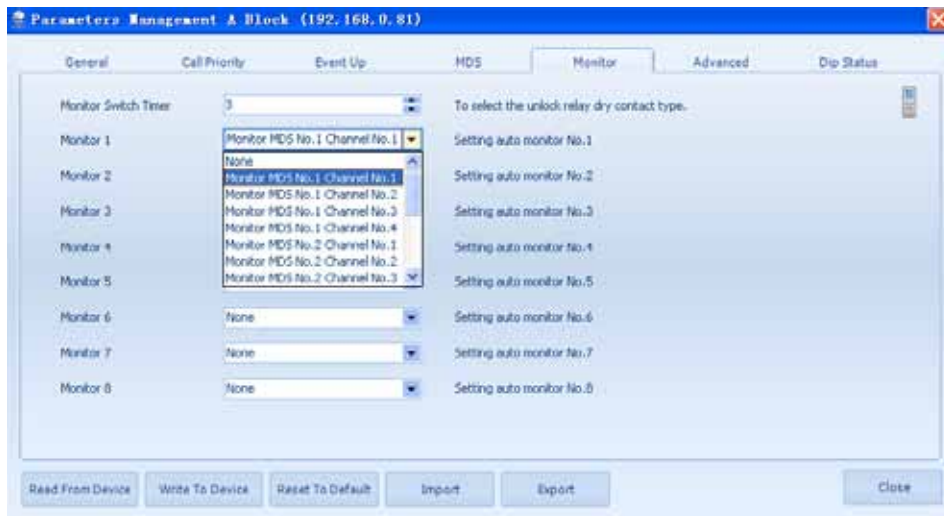 Parameters Management A Block (192.168.0.81)
General Call Priority Event Up MDS Monitor Advanced Dip Status
Monitor Switch Timer 3 To select the unlock relay dry contact type.
Monitor 1 Monitor MDS No.1 Channel No.1 Setting auto monitor No.1
None
Monitor MDS No.1 Channel No.1
Monitor 2 Setting auto monitor No.2
Monitor MDS No.1 Channel No.2
Monitor MDS No.1 Channel No.3
Monitor 3 Setting auto monitor No.3
Monitor MDS No.1 Channel No.4
Monitor MDS No.2 Channel No.1
Monitor 4 Setting auto monitor No.4
Monitor MDS No.2 Channel No.2
Monitor MDS No.2 Channel No.3
Monitor 5 Setting auto monitor No.5
Monitor 6 None Setting auto monitor No.6
Monitor 7 None Setting auto monitor No.7
Monitor 8 None Setting auto monitor No.8
Read From Device Write To Device Reset To Default Import Export Close